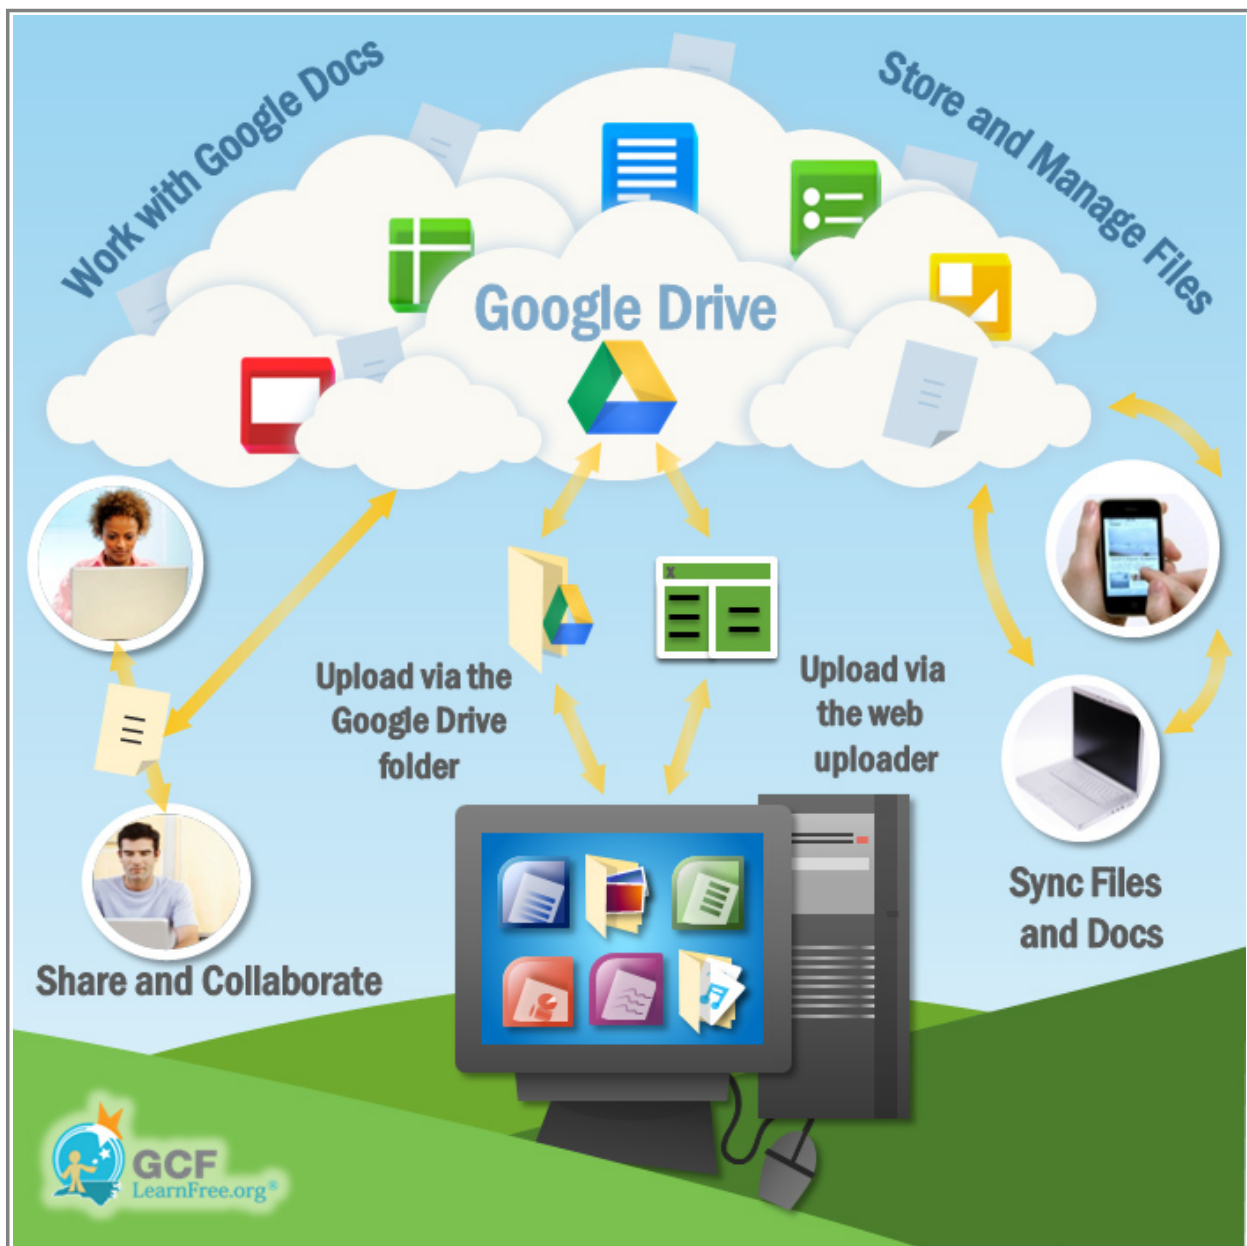 Work with Google Docs
Store and Manage Files
Google Drive
x
Upload via the
Google Drive
folder
Upload via
the web
uploader
Share and Collaborate
Sync Files
and Docs
GCF
LearnFree.org®